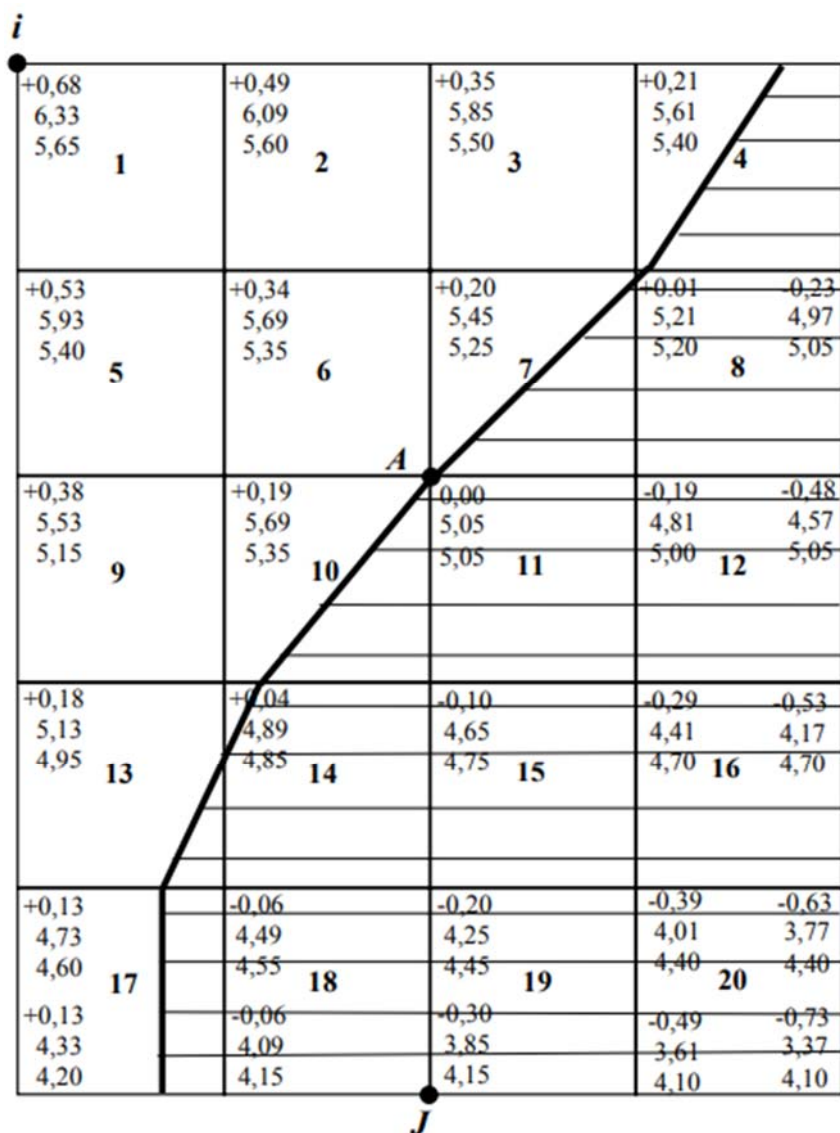 i
+0,68 +0,49 +0,35 +0,21
6,33 6,09 5,85 5,61
5,65 5,60 5,50 5,40
1 2 3 4
+0,53 +0,34 +0,20 +0.01 -0,23
5,93 5,69 5,45 5,21 4,97
5,40 5,35 5,25 5,20 5,05
5 6 7 8
A
+0,38 +0,19 0,00 -0,19 -0,48
5,53 5,69 5,05 4,81 4,57
5,15 5,35 5,05 5,00 5,05
9 10 11 12
+0,18 +0,04 -0,10 -0,29 -0,53
5,13 4,89 4,65 4,41 4,17
4,95 4,85 4,75 4,70 4,70
13 14 15 16
+0,13 -0,06 -0,20 -0,39 -0,63
4,73 4,49 4,25 4,01 3,77
4,60 4,55 4,45 4,40 4,40
17 18 19 20
+0,13 -0,06 -0,30 -0,49 -0,73
4,33 4,09 3,85 3,61 3,37
4,20 4,15 4,15 4,10 4,10
J